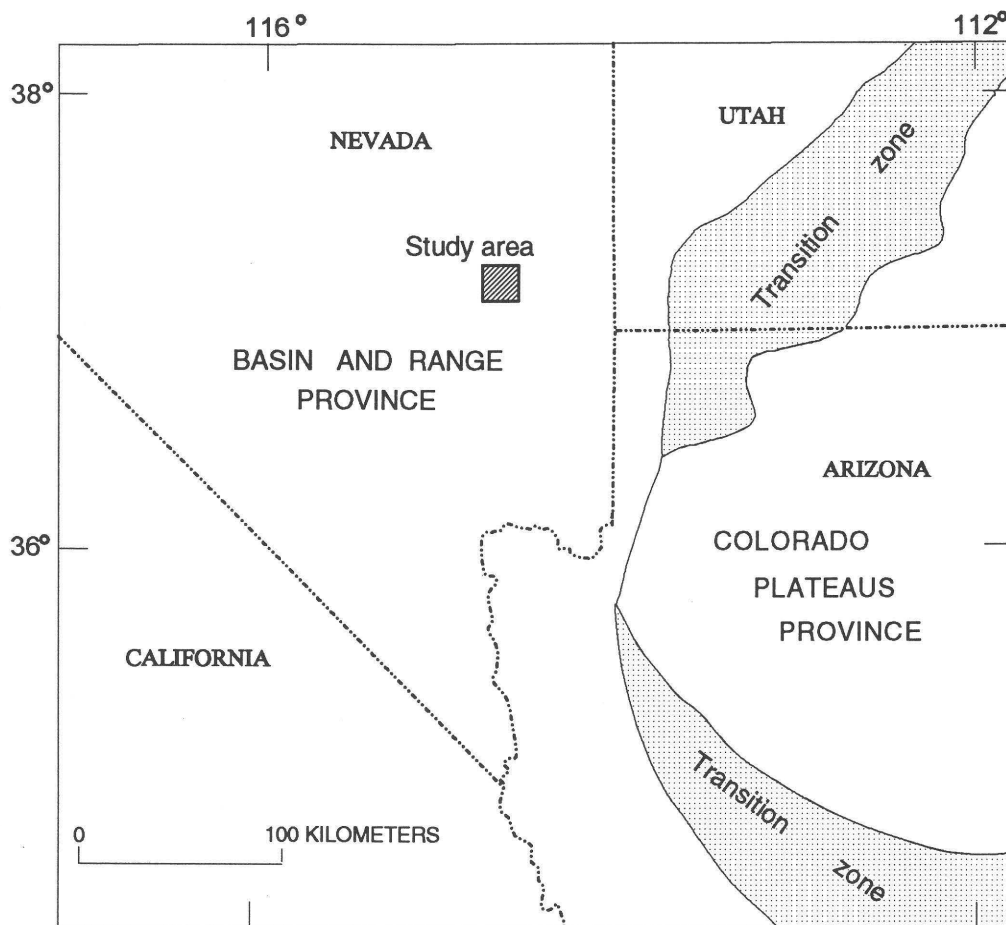 116°
112°
38°
UTAH
NEVADA
zone
Transition
Study area
BASIN AND RANGE
PROVINCE
ARIZONA
36°
COLORADO
PLATEAUS
PROVINCE
CALIFORNIA
Transition
zone
0
100 KILOMETERS